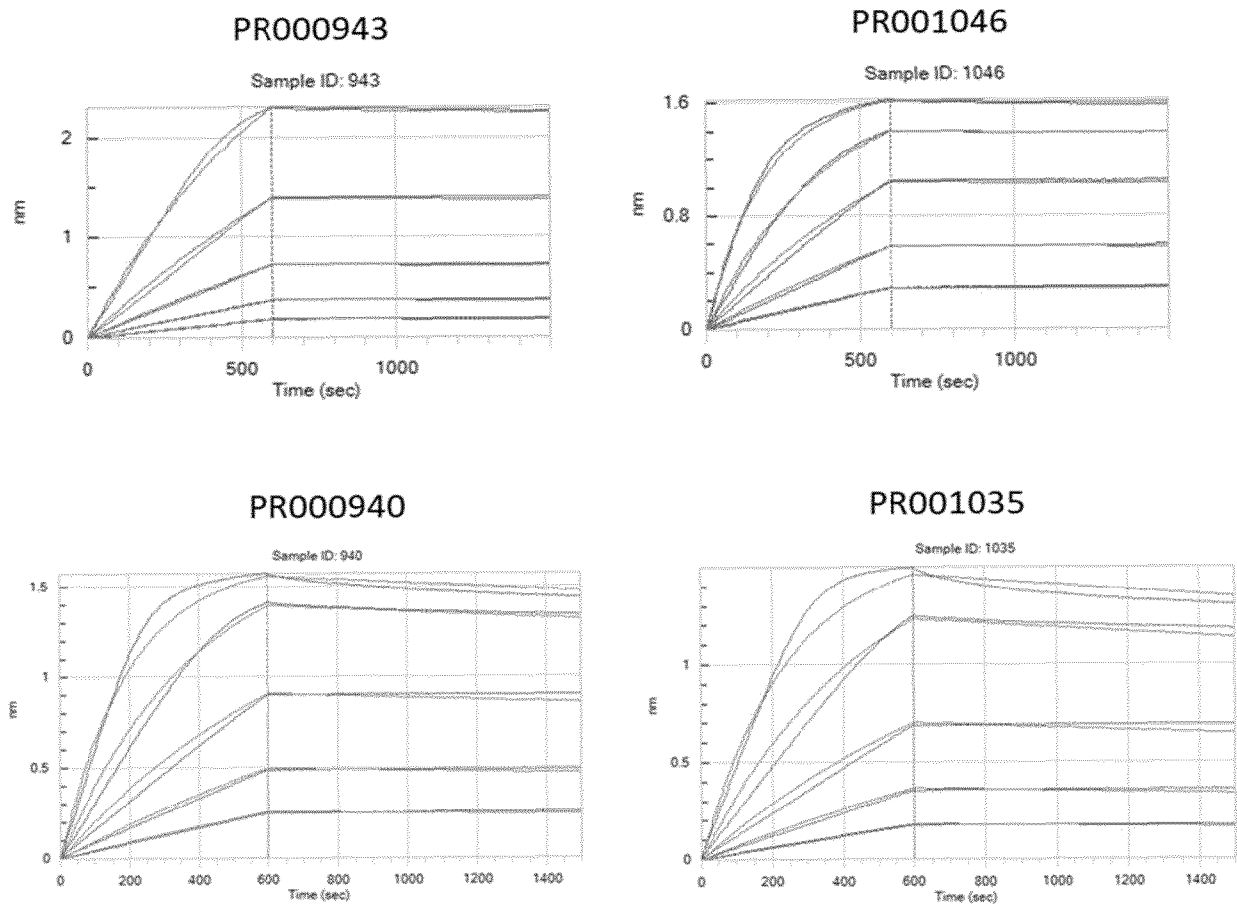 PR000943
Sample ID: 943
2
1
0
nm
0
500
1000
Time (sec)
PR001046
Sample ID: 1046
1.6
0.8
0
nm
0
500
1000
Time (sec)
PR000940
Sample ID: 940
1.5
1
0.5
0
nm
0 200 400 600 800 1000 1200 1400
Time (sec)
PR001035
Sample ID: 1035
1
0.5
0
nm
0 200 400 600 800 1000 1200 1400
Time (sec)